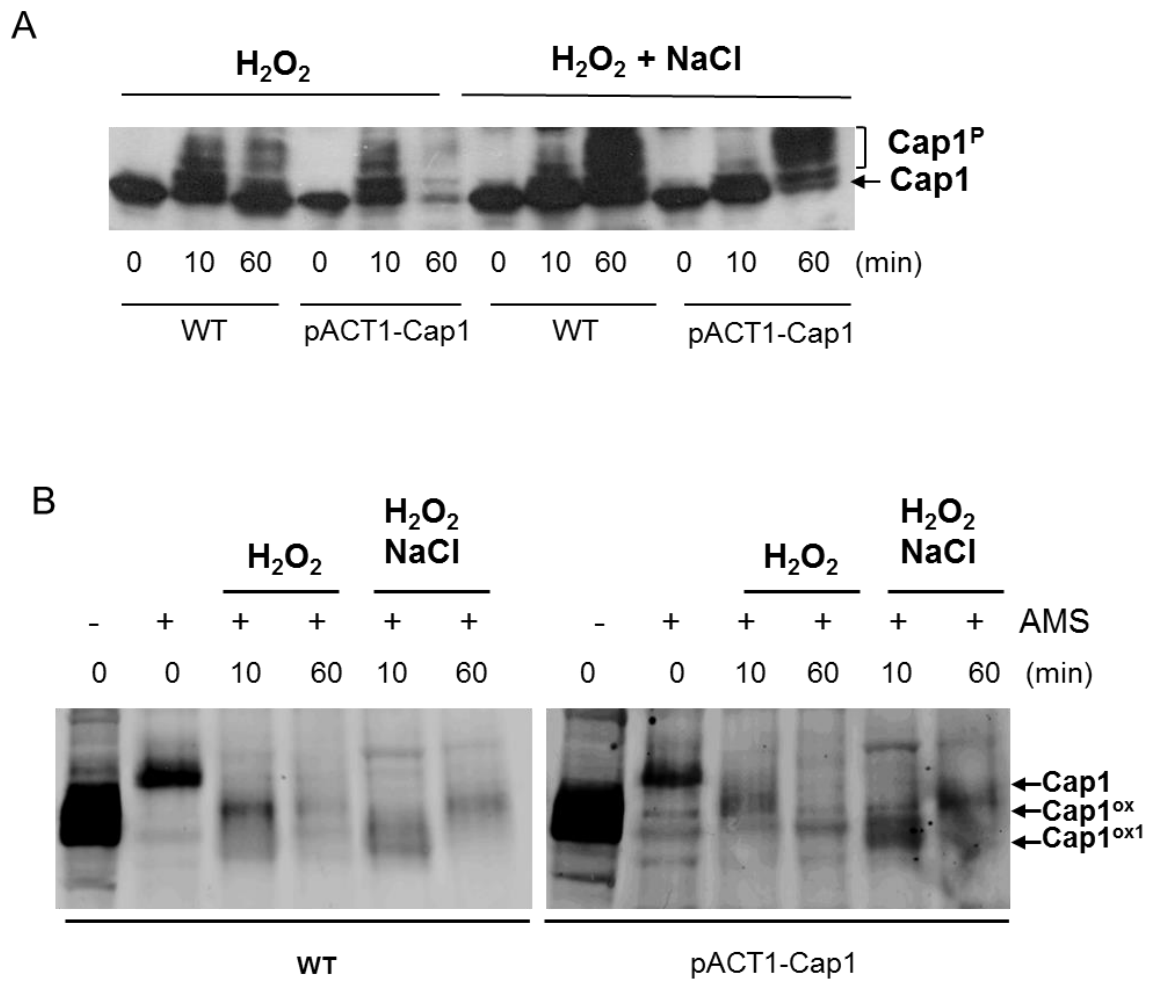 A
H₂O₂ H₂O₂ + NaCl
Cap1ᴾ
Cap1
0 10 60 0 10 60 0 10 60 0 10 60 (min)
WT pACT1-Cap1 WT pACT1-Cap1
B
H₂O₂ H₂O₂
H₂O₂ NaCl H₂O₂ NaCl
- + + + + + - + + + + + AMS
0 0 10 60 10 60 0 0 10 60 10 60 (min)
Cap1
Cap1ᵒˣ
Cap1ᵒˣ¹
WT pACT1-Cap1